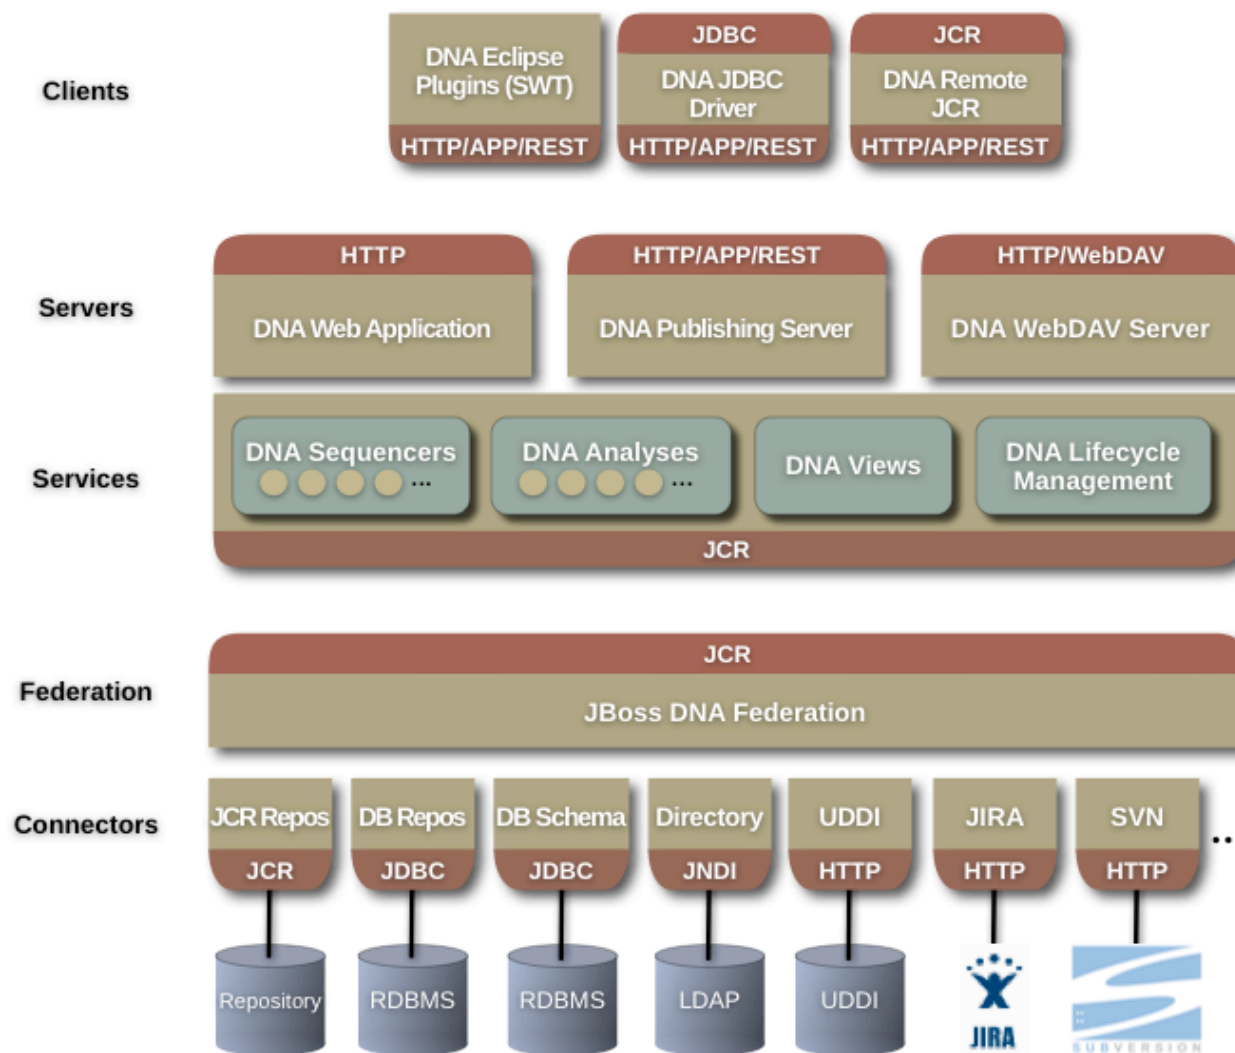 Clients
DNA Eclipse
Plugins (SWT)
HTTP/APP/REST
JDBC
DNA JDBC
Driver
HTTP/APP/REST
JCR
DNA Remote
JCR
HTTP/APP/REST
Servers
HTTP
DNA Web Application
HTTP/APP/REST
DNA Publishing Server
HTTP/WebDAV
DNA WebDAV Server
Services
DNA Sequencers
...
DNA Analyses
...
DNA Views
DNA Lifecycle
Management
JCR
Federation
JCR
JBoss DNA Federation
Connectors
JCR Repos
JCR
DB Repos
JDBC
DB Schema
JDBC
Directory
JNDI
UDDI
HTTP
JIRA
HTTP
SVN
HTTP
..
Repository
RDBMS
RDBMS
LDAP
UDDI
JIRA
SUBVERSION